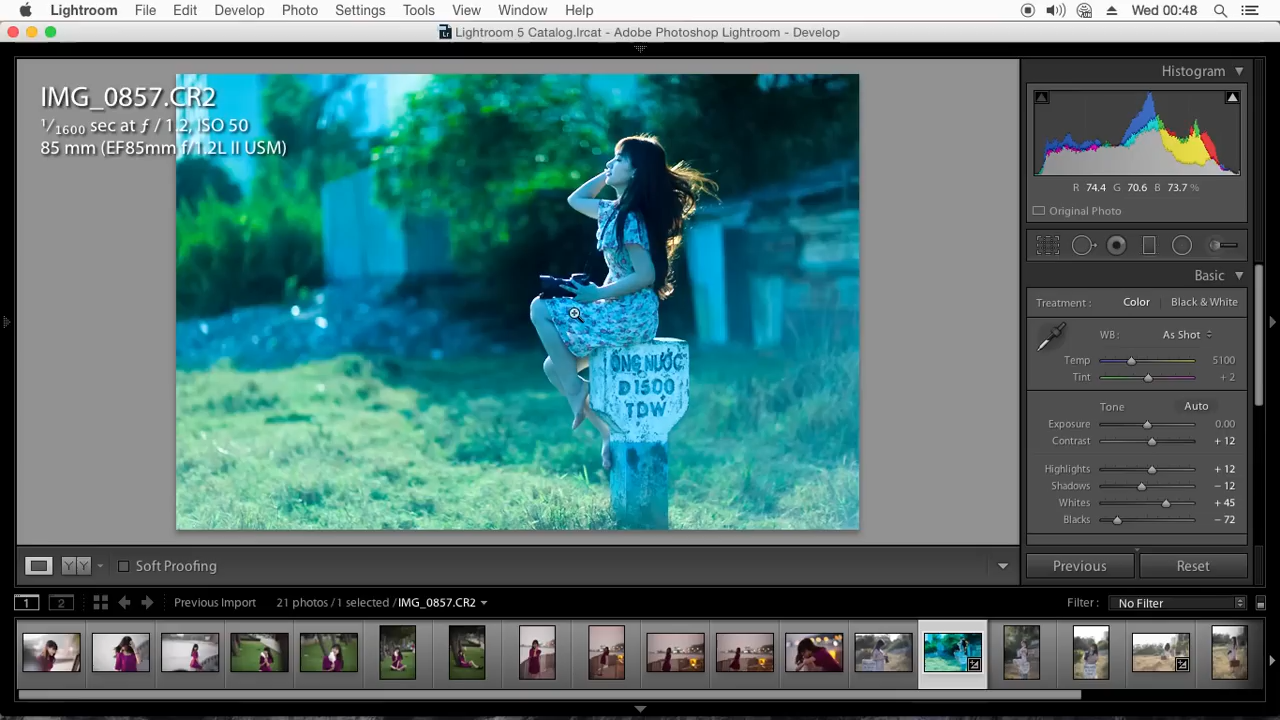 Lightroom File Edit Develop Photo Settings Tools View Window Help Wed 00:48
Lightroom 5 Catalog.lrcat - Adobe Photoshop Lightroom - Develop
IMG_0857.CR2
1/1600 sec at ƒ / 1.2, ISO 50
85 mm (EF85mm f/1.2L II USM)
ỐNG NƯỚC
D1500
TDW
Histogram
R 74.4 G 70.6 B 73.7 %
Original Photo
Basic
Treatment : Color Black & White
WB : As Shot
Temp 5100
Tint + 2
Tone Auto
Exposure 0.00
Contrast + 12
Highlights + 12
Shadows − 12
Whites + 45
Blacks − 72
Previous Reset
YY Soft Proofing
1 2 Previous Import 21 photos / 1 selected / IMG_0857.CR2 Filter : No Filter